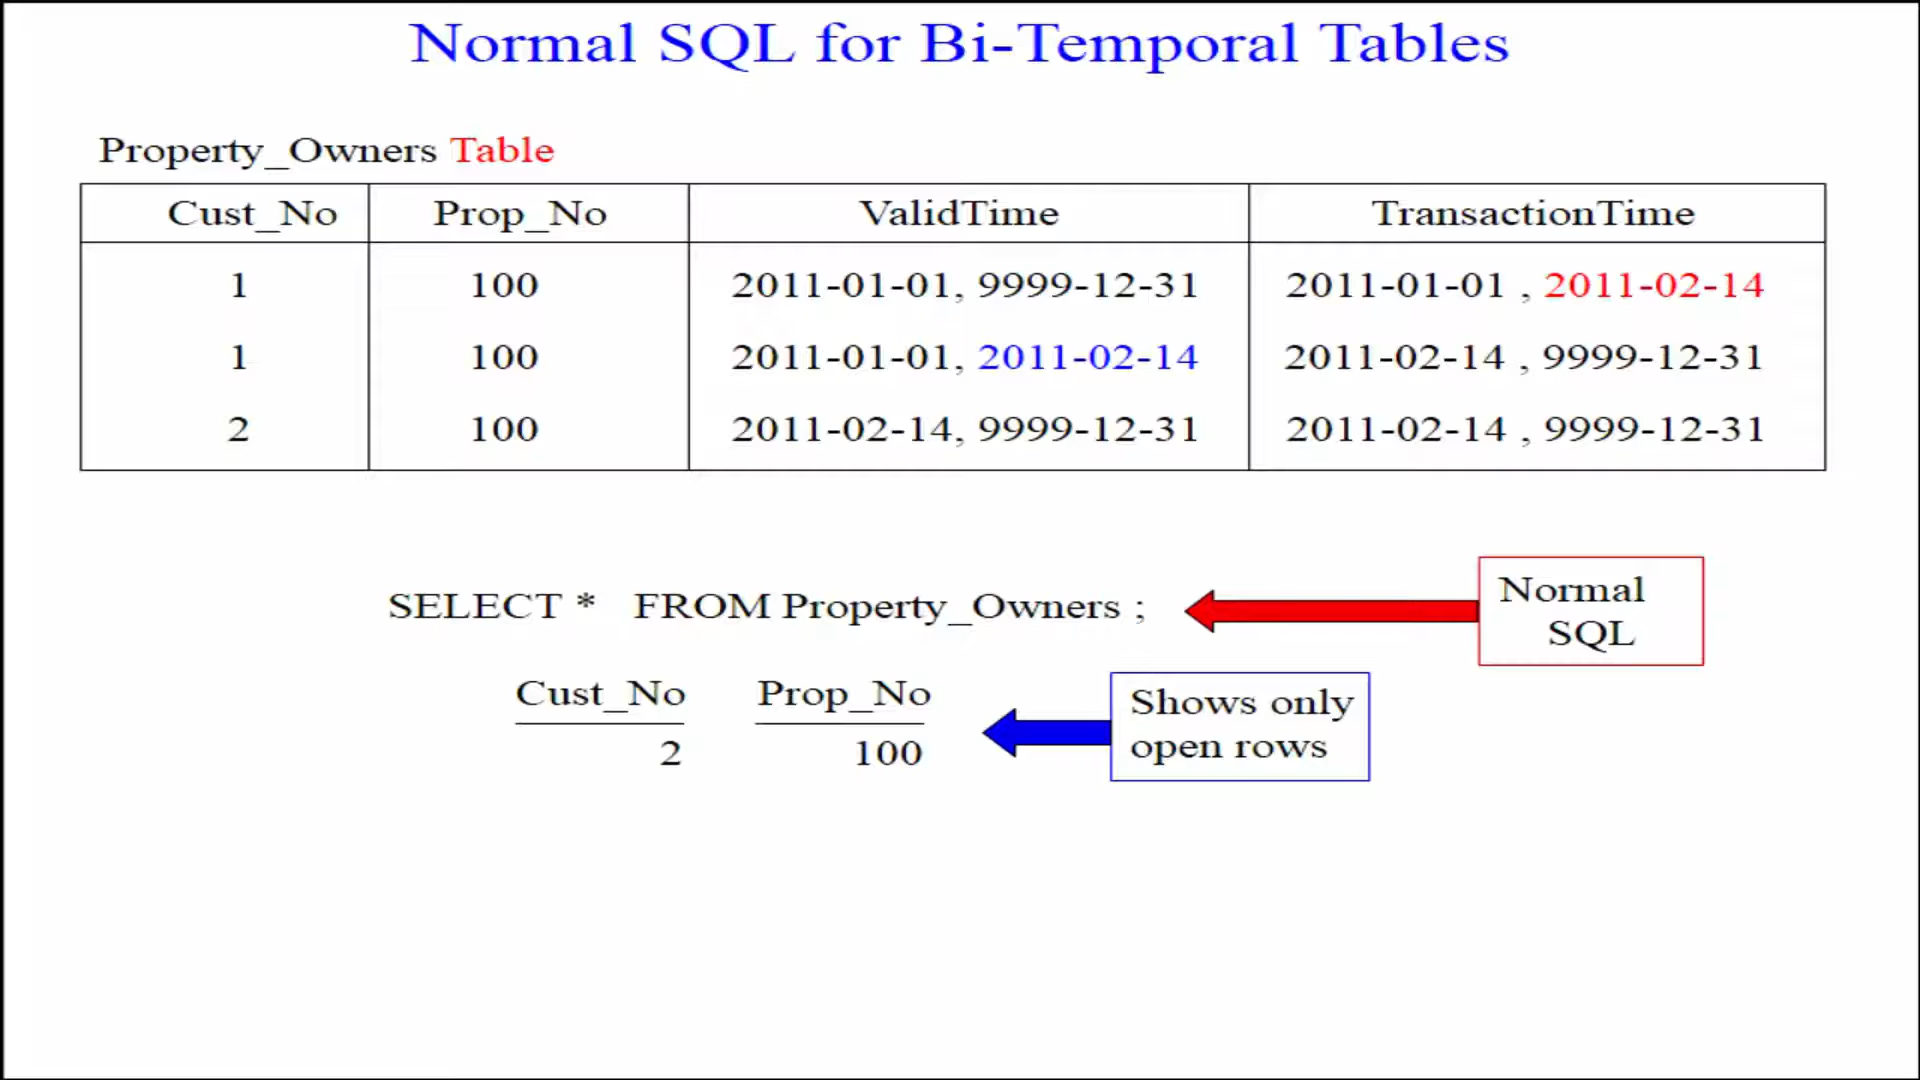 Normal SQL for Bi-Temporal Tables
Property_Owners Table
Cust_No Prop_No ValidTime TransactionTime
1 100 2011-01-01, 9999-12-31 2011-01-01 , 2011-02-14
1 100 2011-01-01, 2011-02-14 2011-02-14 , 9999-12-31
2 100 2011-02-14, 9999-12-31 2011-02-14 , 9999-12-31
SELECT * FROM Property_Owners ;
Normal
SQL
Cust_No Prop_No
2 100
Shows only
open rows